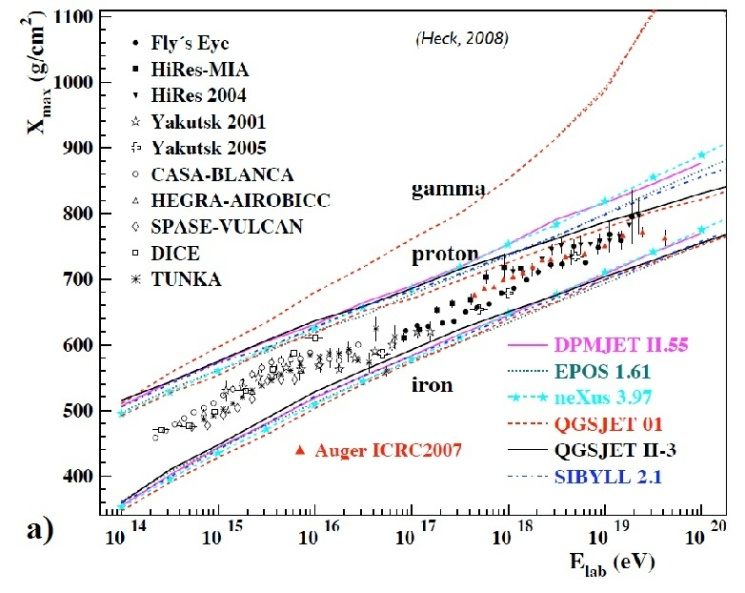 1100
1000
900
800
700
600
500
400
X max (g/cm²)
(Heck, 2008)
Fly´s Eye
HiRes-MIA
HiRes 2004
Yakutsk 2001
Yakutsk 2005
CASA-BLANCA
HEGRA-AIROBICC
SPASE-VULCAN
DICE
TUNKA
gamma
proton
iron
DPMJET II.55
EPOS 1.61
neXus 3.97
QGSJET 01
QGSJET II-3
SIBYLL 2.1
Auger ICRC2007
a)
10 14 10 15 10 16 10 17 10 18 10 19 10 20
E lab (eV)